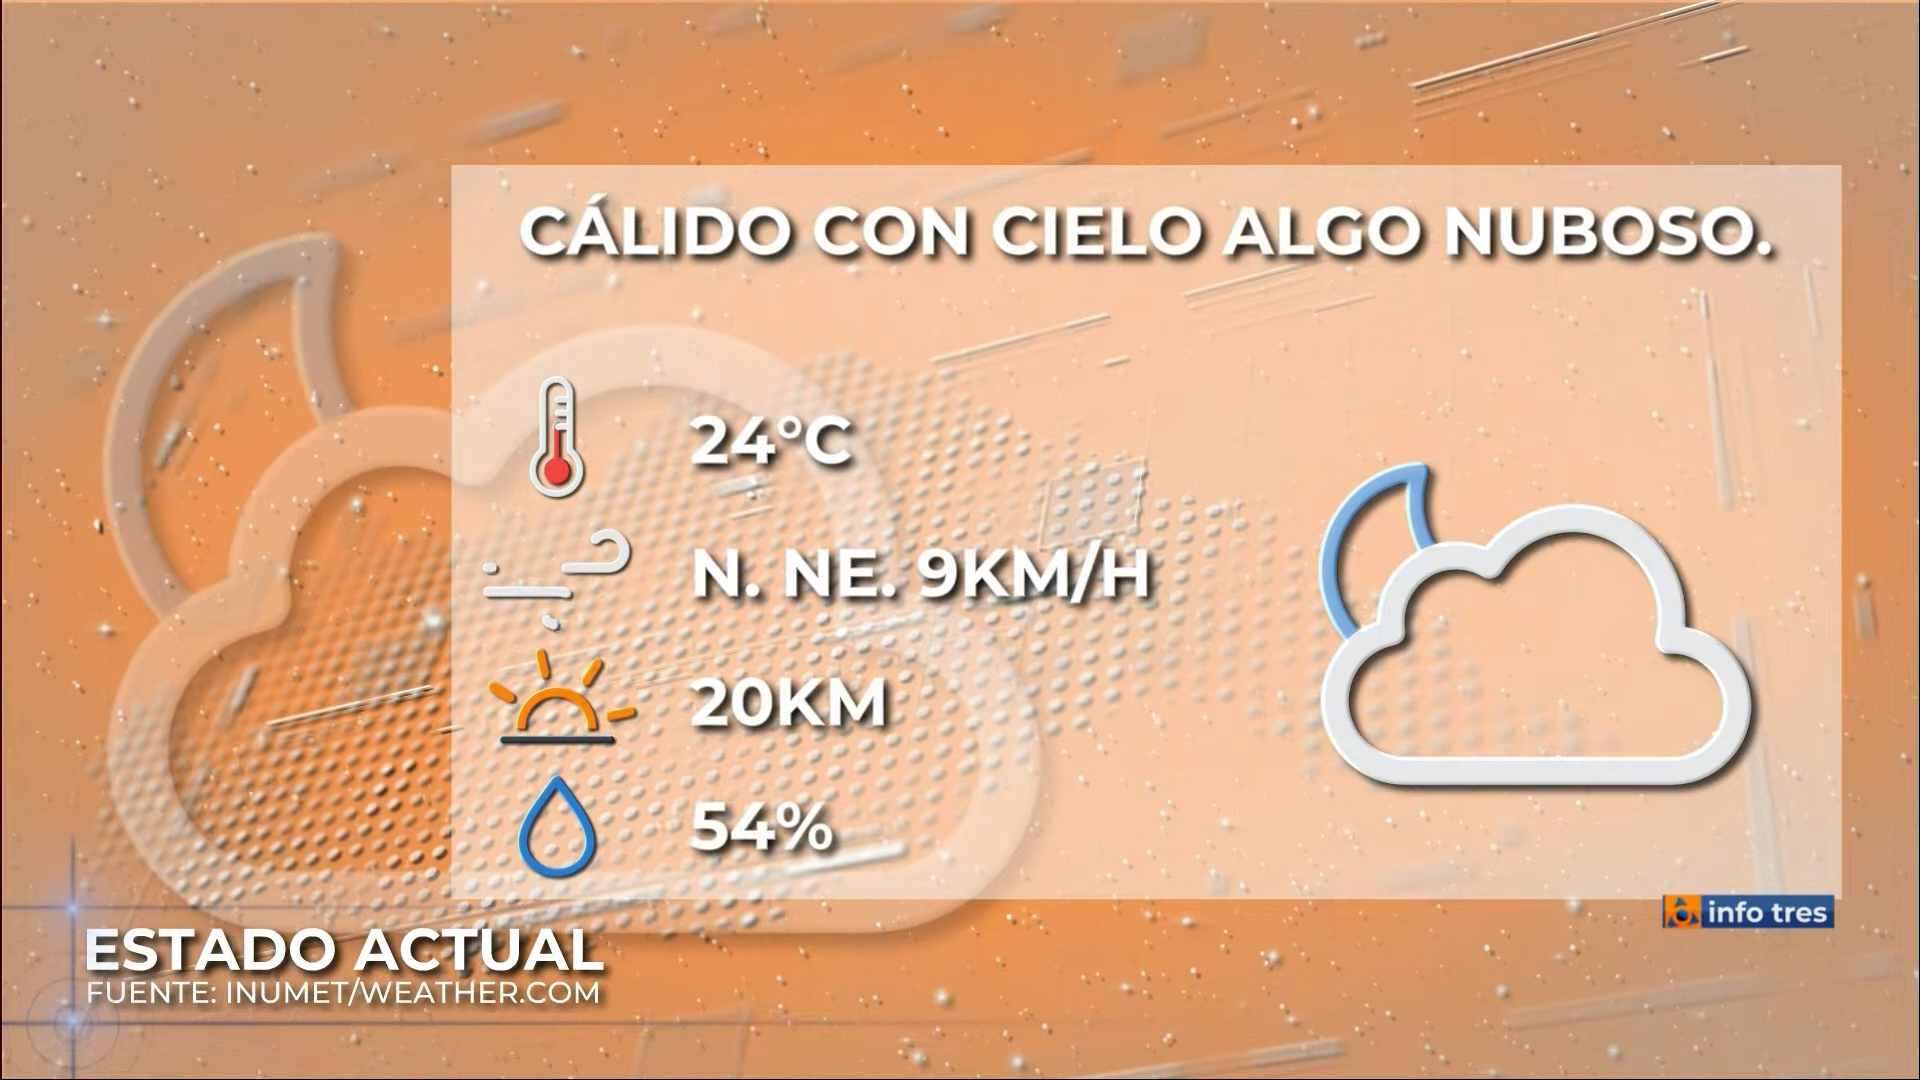 CÁLIDO CON CIELO ALGO NUBOSO.
24°C
N. NE. 9KM/H
20KM
54%
info tres
ESTADO ACTUAL
FUENTE: INUMET/WEATHER.COM